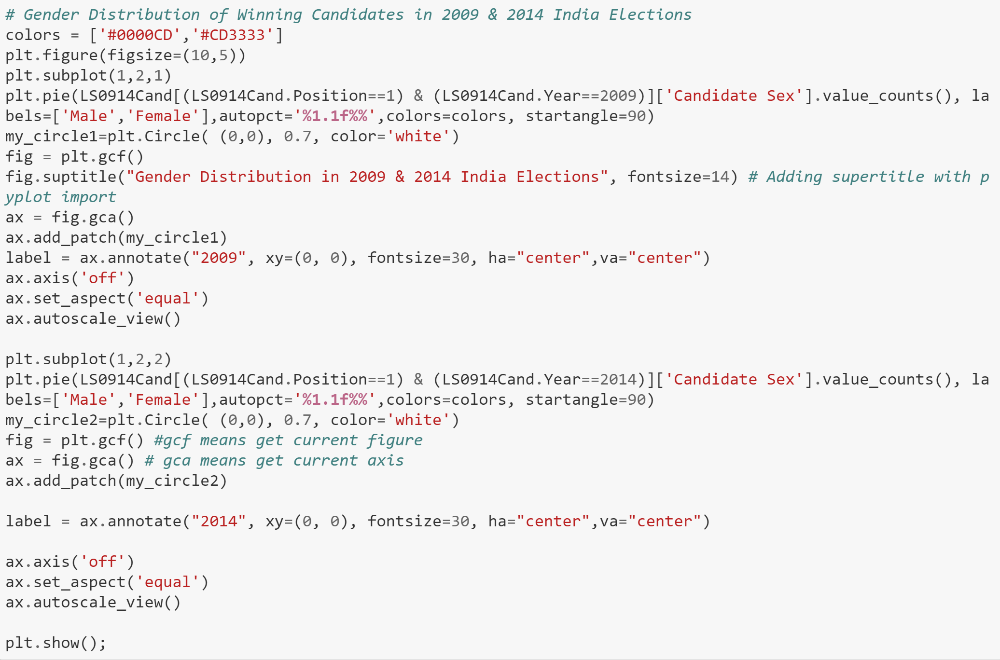 # Gender Distribution of Winning Candidates in 2009 & 2014 India Elections
colors = ['#0000CD','#CD3333']
plt.figure(figsize=(10,5))
plt.subplot(1,2,1)
plt.pie(LS0914Cand[(LS0914Cand.Position==1) & (LS0914Cand.Year==2009)]['Candidate Sex'].value_counts(), la
bels=['Male','Female'],autopct='%1.1f%%',colors=colors, startangle=90)
my_circle1=plt.Circle( (0,0), 0.7, color='white')
fig = plt.gcf()
fig.suptitle("Gender Distribution in 2009 & 2014 India Elections", fontsize=14) # Adding supertitle with p
yplot import
ax = fig.gca()
ax.add_patch(my_circle1)
label = ax.annotate("2009", xy=(0, 0), fontsize=30, ha="center",va="center")
ax.axis('off')
ax.set_aspect('equal')
ax.autoscale_view()

plt.subplot(1,2,2)
plt.pie(LS0914Cand[(LS0914Cand.Position==1) & (LS0914Cand.Year==2014)]['Candidate Sex'].value_counts(), la
bels=['Male','Female'],autopct='%1.1f%%',colors=colors, startangle=90)
my_circle2=plt.Circle( (0,0), 0.7, color='white')
fig = plt.gcf() #gcf means get current figure
ax = fig.gca() # gca means get current axis
ax.add_patch(my_circle2)

label = ax.annotate("2014", xy=(0, 0), fontsize=30, ha="center",va="center")

ax.axis('off')
ax.set_aspect('equal')
ax.autoscale_view()

plt.show();